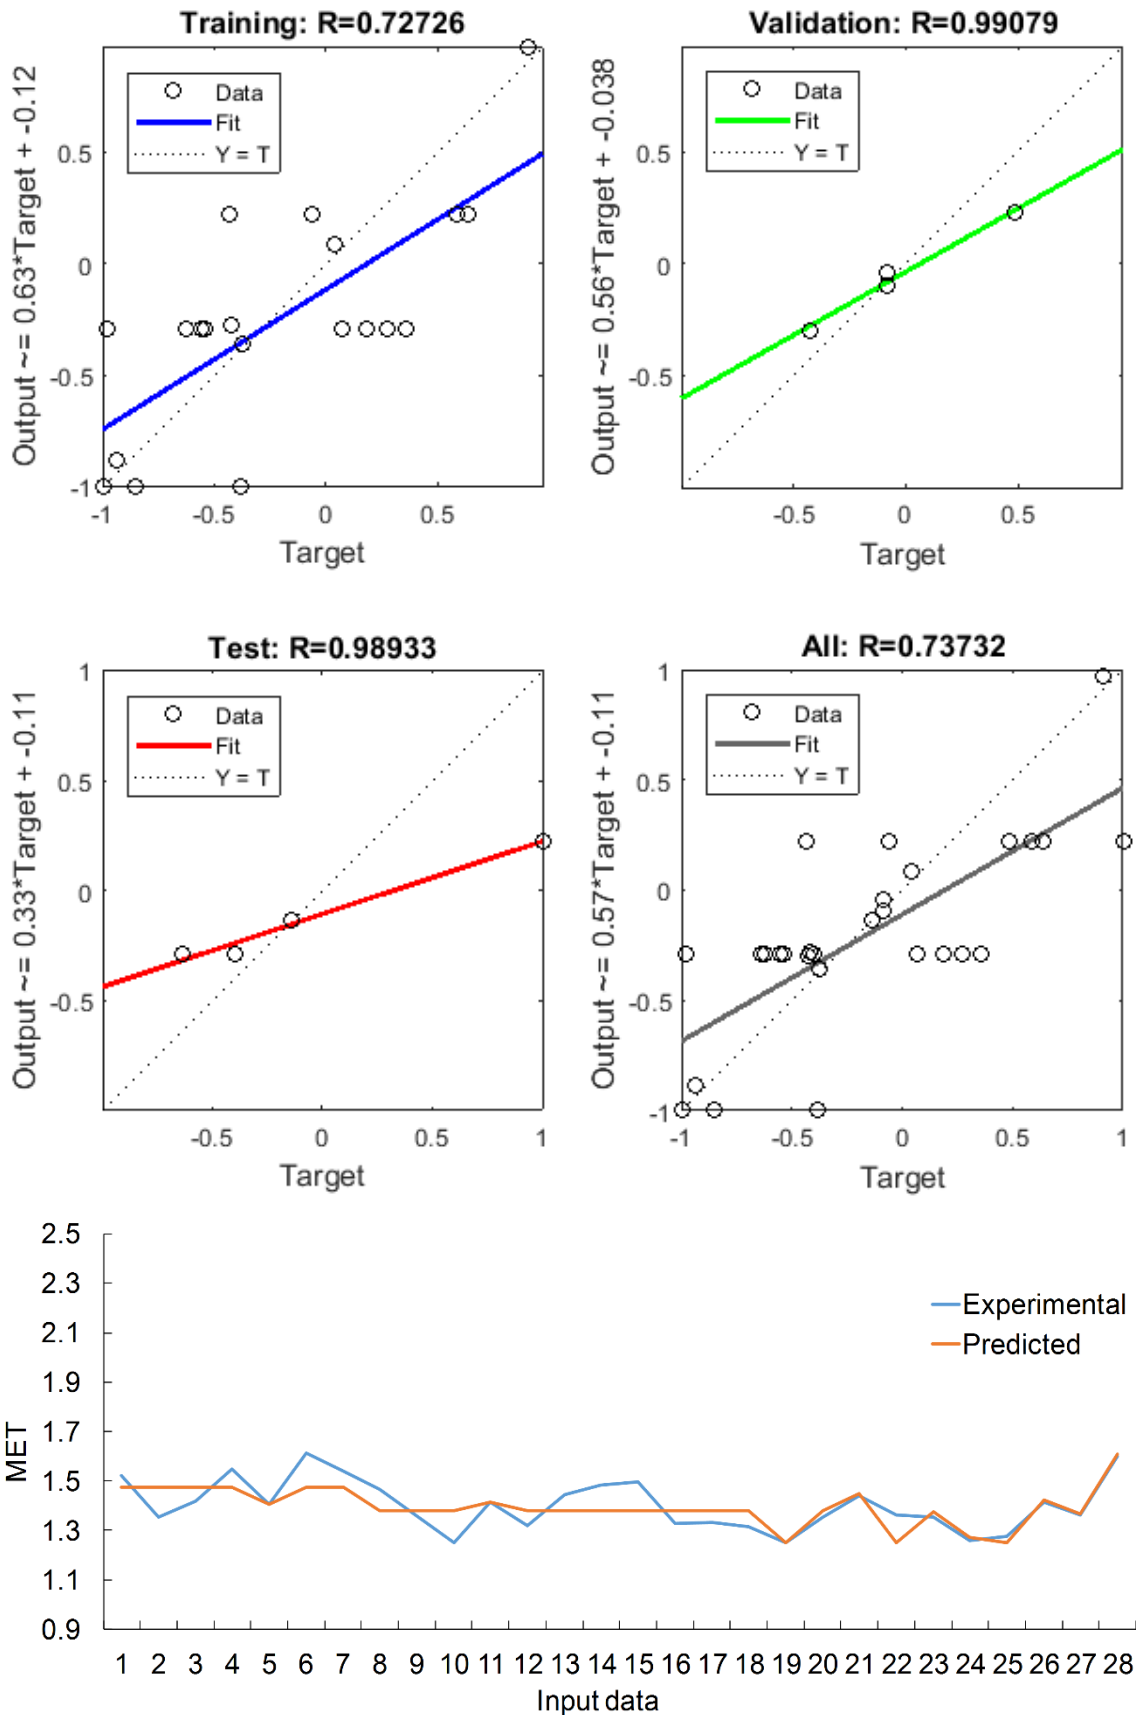 Training: R=0.72726
Output ~= 0.63*Target + -0.12
Data
Fit
Y = T
0.5
0
-0.5
-1
-1 -0.5 0 0.5
Target
Validation: R=0.99079
Output ~= 0.56*Target + -0.038
Data
Fit
Y = T
0.5
0
-0.5
-0.5 0 0.5
Target
Test: R=0.98933
Output ~= 0.33*Target + -0.11
Data
Fit
Y = T
1
0.5
0
-0.5
-0.5 0 0.5 1
Target
All: R=0.73732
Output ~= 0.57*Target + -0.11
Data
Fit
Y = T
1
0.5
0
-0.5
-1
-1 -0.5 0 0.5 1
Target
MET
2.5
2.3
2.1
1.9
1.7
1.5
1.3
1.1
0.9
Experimental
Predicted
1 2 3 4 5 6 7 8 9 10 11 12 13 14 15 16 17 18 19 20 21 22 23 24 25 26 27 28
Input data